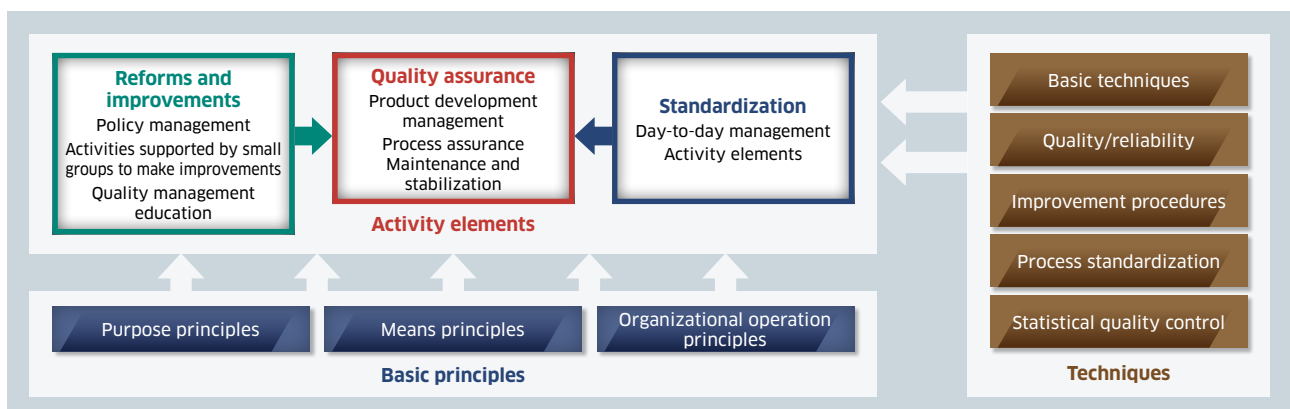 Reforms and
improvements
Policy management
Activities supported by small
groups to make improvements
Quality management
education
Quality assurance
Product development
management
Process assurance
Maintenance and
stabilization
Standardization
Day-to-day management
Activity elements
Activity elements
Purpose principles
Means principles
Organizational operation
principles
Basic principles
Basic techniques
Quality/reliability
Improvement procedures
Process standardization
Statistical quality control
Techniques